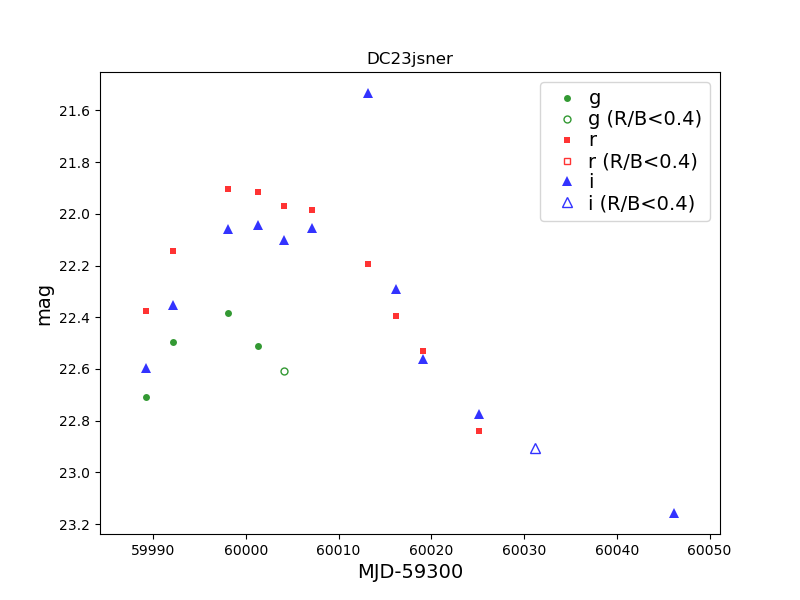 DC23jsner
g
g (R/B<0.4)
r
r (R/B<0.4)
i
i (R/B<0.4)
21.6
21.8
22.0
22.2
22.4
22.6
22.8
23.0
23.2
mag
59990
60000
60010
60020
60030
60040
60050
MJD-59300